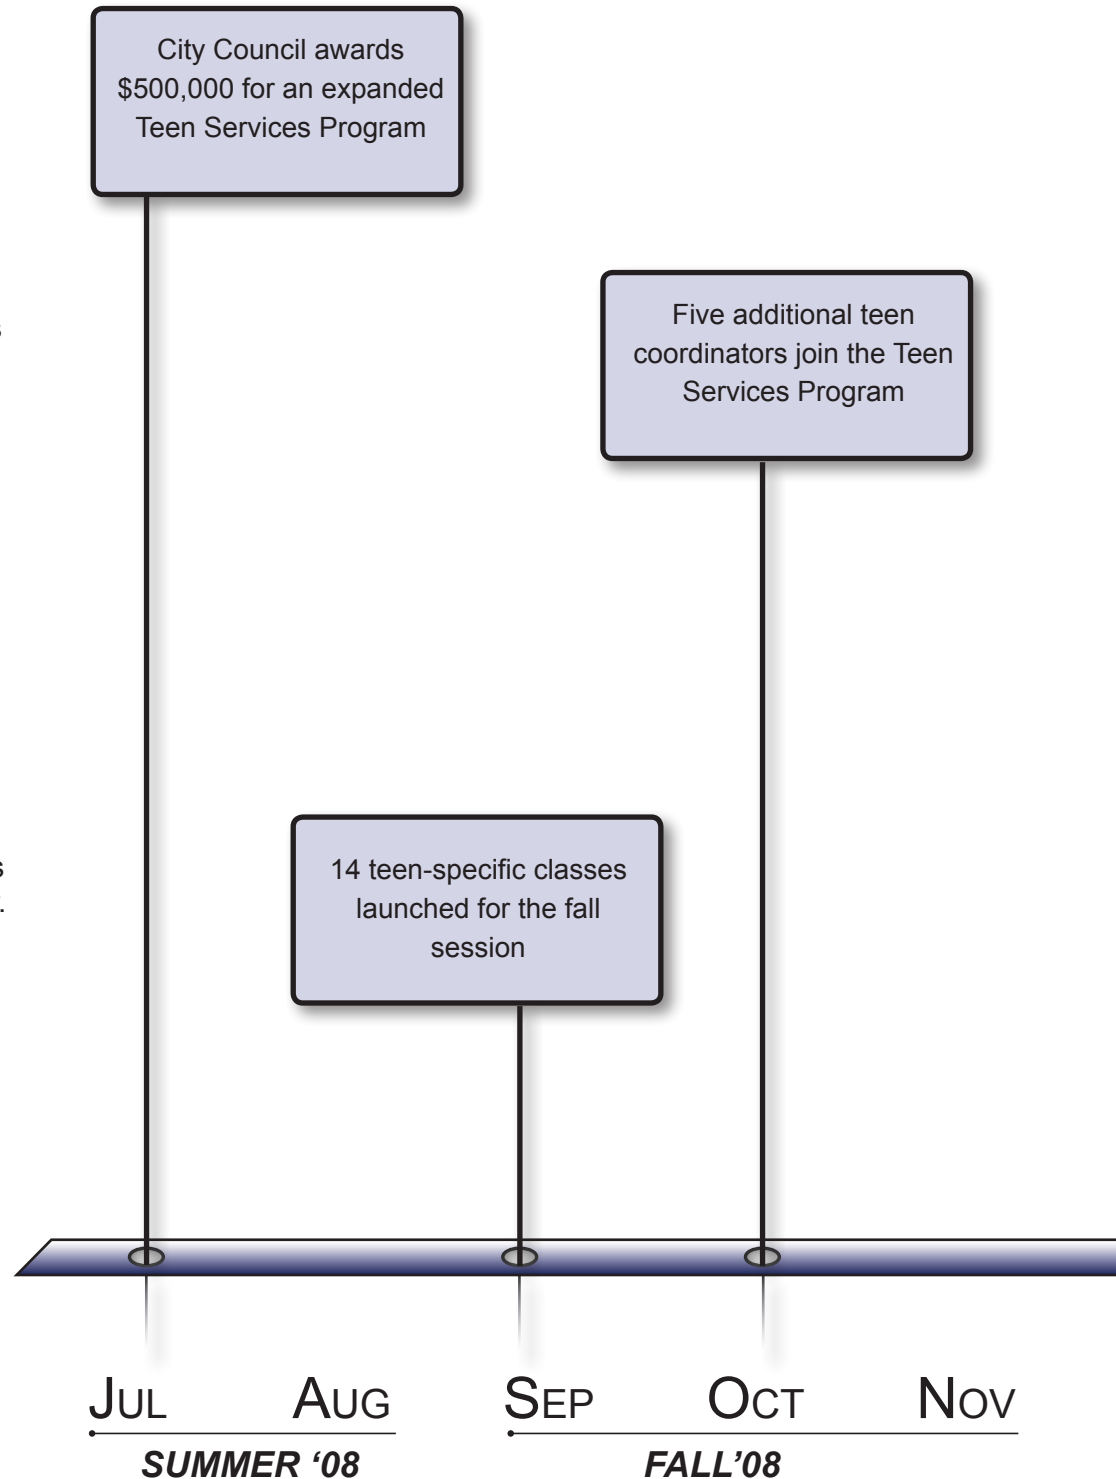 City Council awards
$500,000 for an expanded
Teen Services Program
Five additional teen
coordinators join the Teen
Services Program
14 teen-specific classes
launched for the fall
session
JUL AUG SEP OCT NOV
SUMMER ‘08 FALL’08